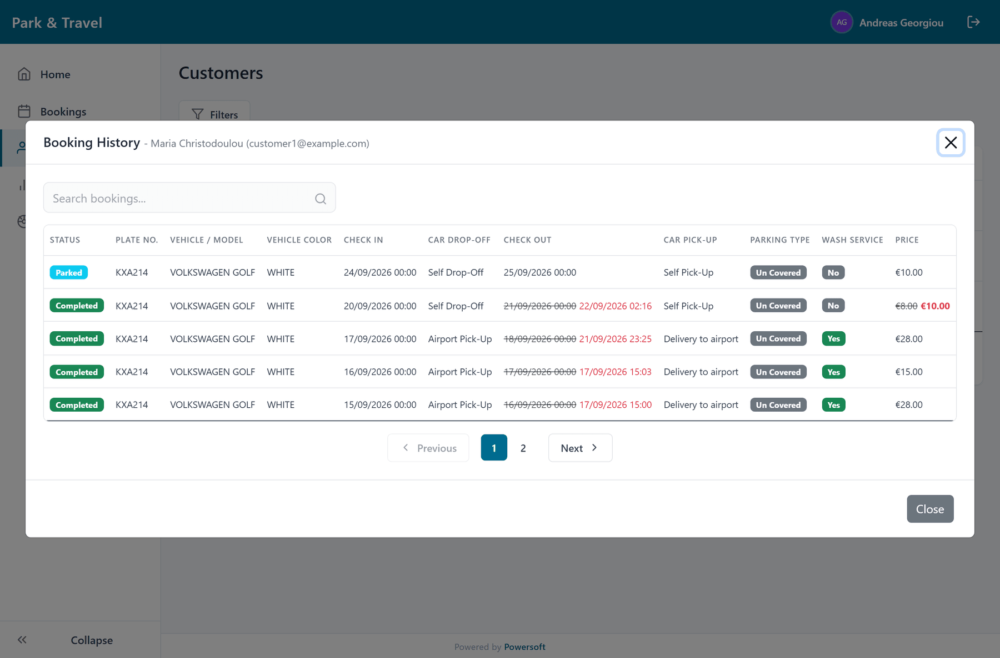 Park & Travel
AG Andreas Georgiou
Home
Customers
Bookings
Filters
Booking History - Maria Christodoulou (customer1@example.com)
Search bookings...
STATUS PLATE NO. VEHICLE / MODEL VEHICLE COLOR CHECK IN CAR DROP-OFF CHECK OUT CAR PICK-UP PARKING TYPE WASH SERVICE PRICE
Parked KXA214 VOLKSWAGEN GOLF WHITE 24/09/2026 00:00 Self Drop-Off 25/09/2026 00:00 Self Pick-Up Un Covered No €10.00
Completed KXA214 VOLKSWAGEN GOLF WHITE 20/09/2026 00:00 Self Drop-Off 21/09/2026 00:00 22/09/2026 02:16 Self Pick-Up Un Covered No €8.00 €10.00
Completed KXA214 VOLKSWAGEN GOLF WHITE 17/09/2026 00:00 Airport Pick-Up 18/09/2026 00:00 21/09/2026 23:25 Delivery to airport Un Covered Yes €28.00
Completed KXA214 VOLKSWAGEN GOLF WHITE 16/09/2026 00:00 Airport Pick-Up 17/09/2026 00:00 17/09/2026 15:03 Delivery to airport Un Covered Yes €15.00
Completed KXA214 VOLKSWAGEN GOLF WHITE 15/09/2026 00:00 Airport Pick-Up 16/09/2026 00:00 17/09/2026 15:00 Delivery to airport Un Covered Yes €28.00
Previous 1 2 Next
Close
Collapse
Powered by Powersoft